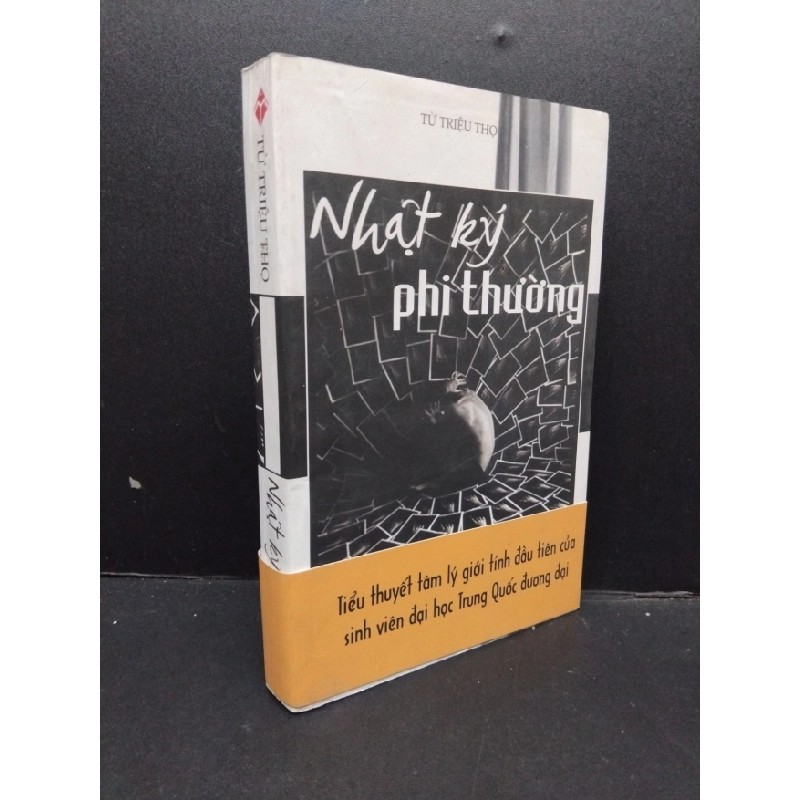 TỪ TRIỆU THỌ
Nhật ký
phi thường
Tiểu thuyết tâm lý giới tính đầu tiên của
sinh viên đại học Trung Quốc đương đại
TỪ TRIỆU THỌ
Nhật ký